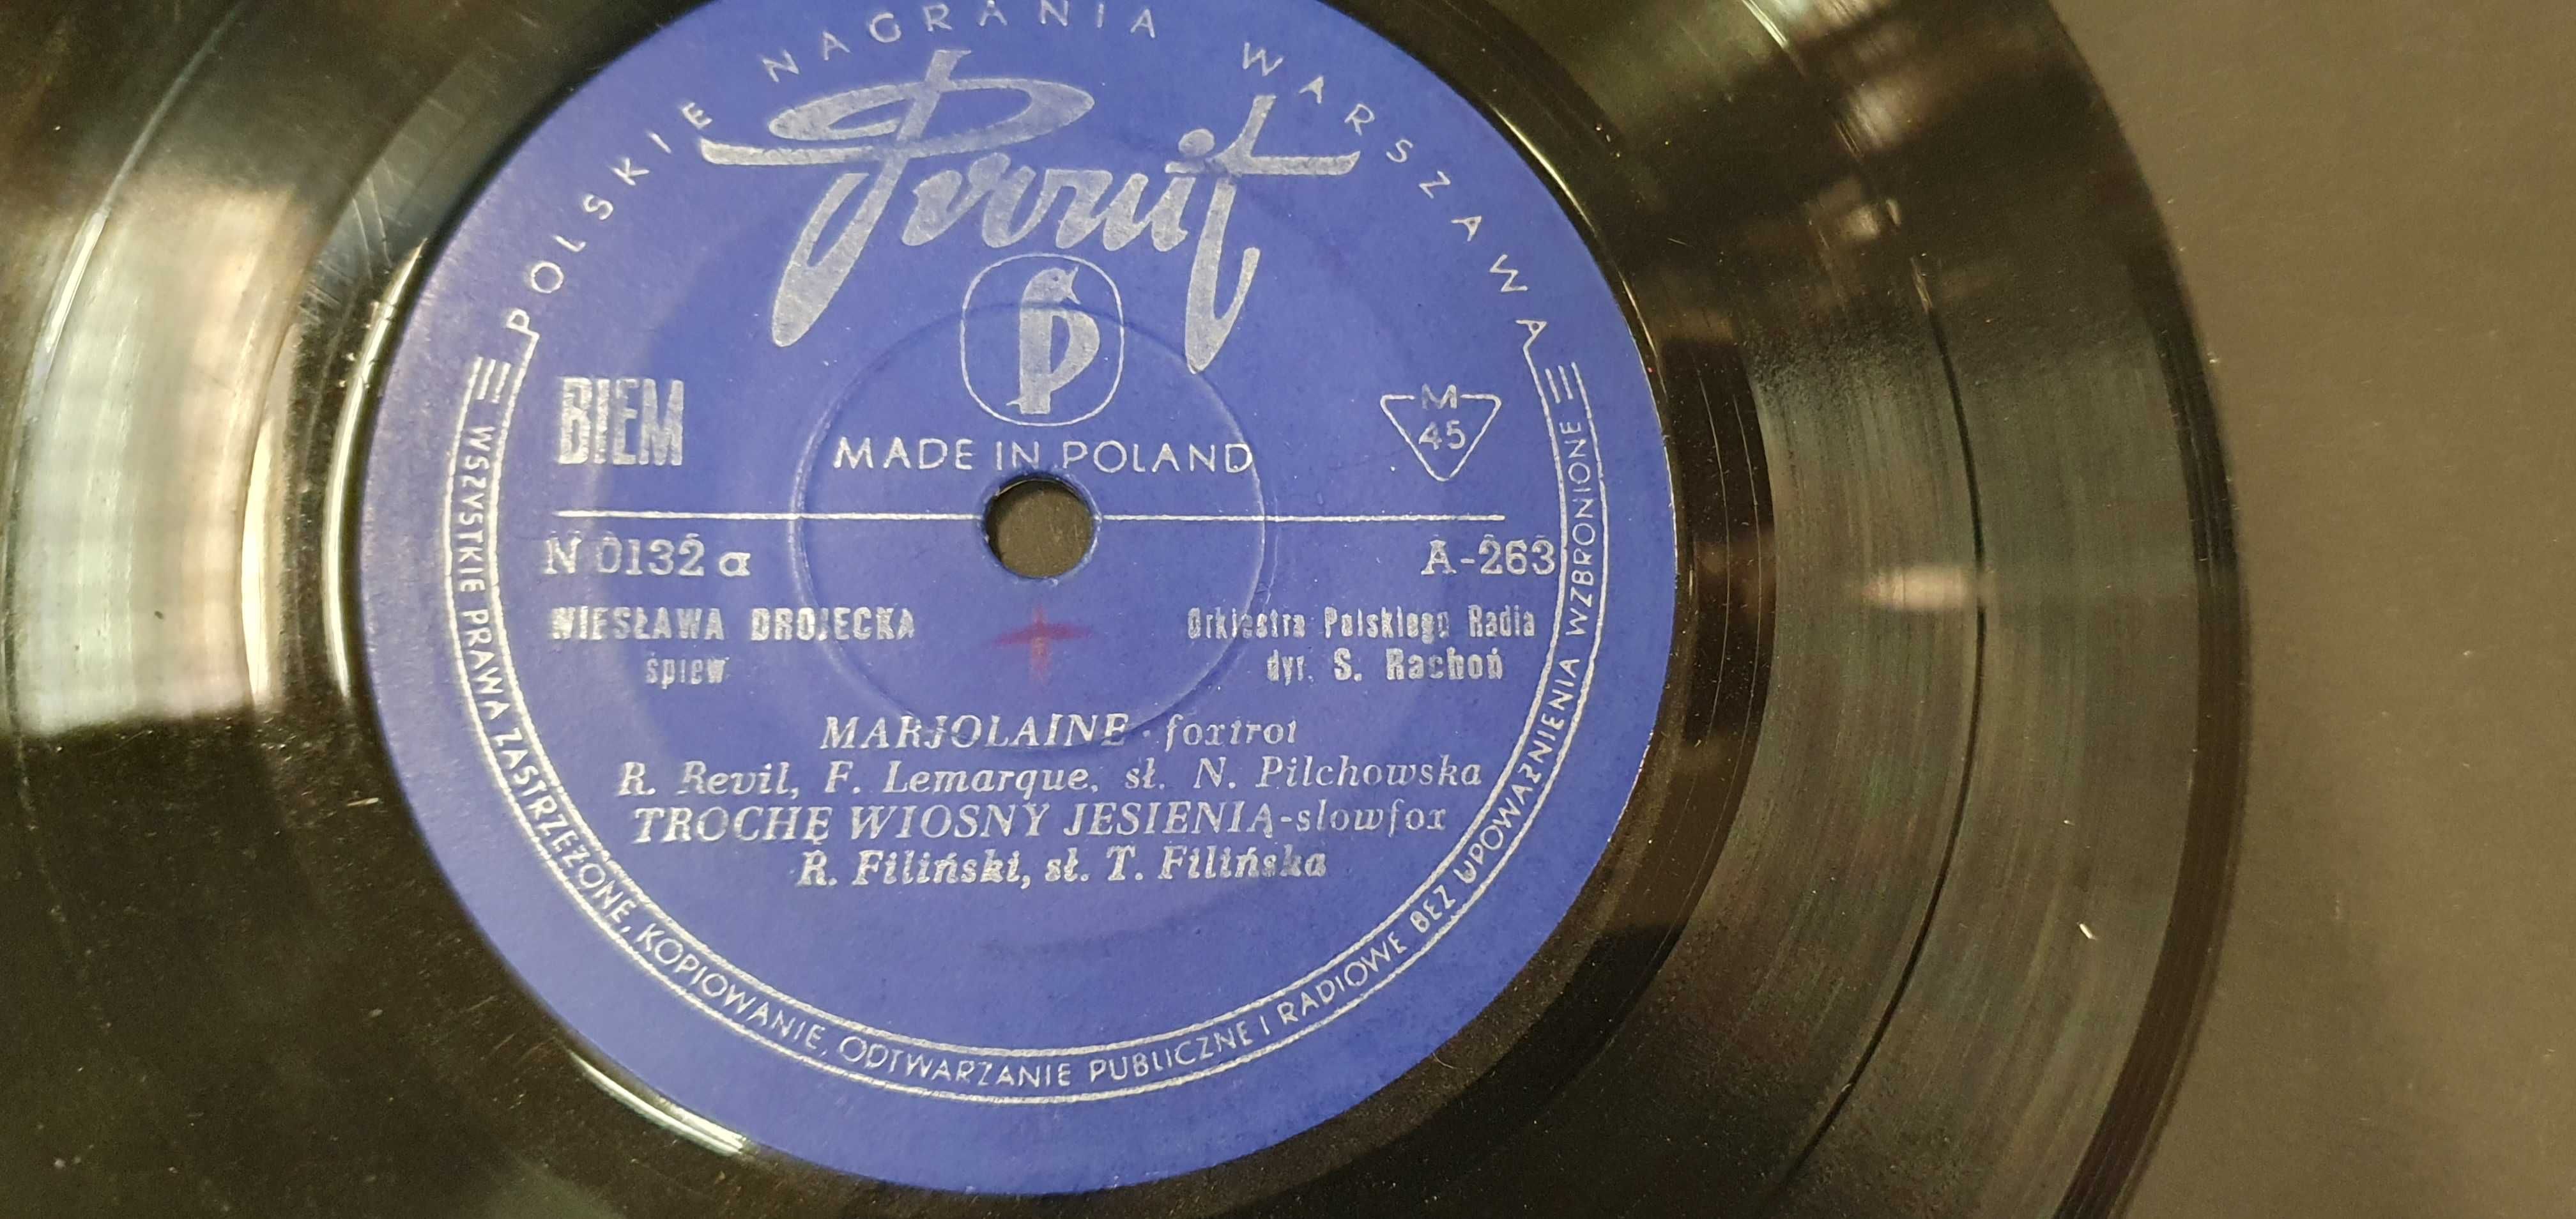 POLSKIE NAGRANIA WARSZAWA
Pronit
P
BIEM
MADE IN POLAND
M
45
N 0132 a
A-263
WIESŁAWA DROJECKA
śpiew
Orkiestra Polskiego Radia
dyr. S. Rachoń
MARJOLAINE - foxtrot
R. Revil, F. Lemarque, sł. N. Pilchowska
TROCHĘ WIOSNY JESIENIĄ-slowfox
R. Filiński, sł. T. Filińska
WSZYSTKIE PRAWA ZASTRZEŻONE, KOPIOWANIE, ODTWARZANIE PUBLICZNE I RADIOWE BEZ UPOWAŻNIENIA WZBRONIONE